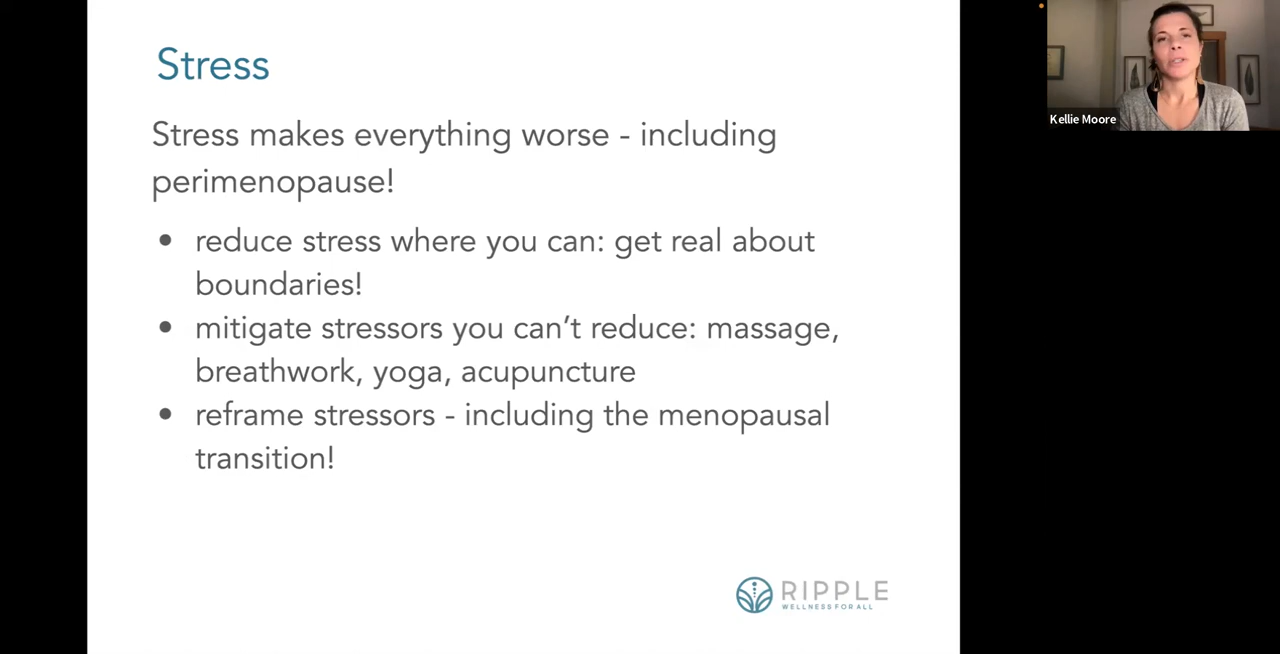 Stress
Stress makes everything worse - including
perimenopause!
• reduce stress where you can: get real about
boundaries!
• mitigate stressors you can’t reduce: massage,
breathwork, yoga, acupuncture
• reframe stressors - including the menopausal
transition!
RIPPLE
WELLNESS FOR ALL
Kellie Moore